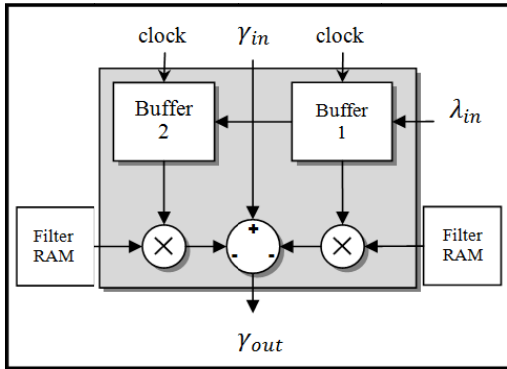 clock γin clock
Buffer
2
Buffer
1
λin
Filter
RAM
×
+
-
-
×
Filter
RAM
γout